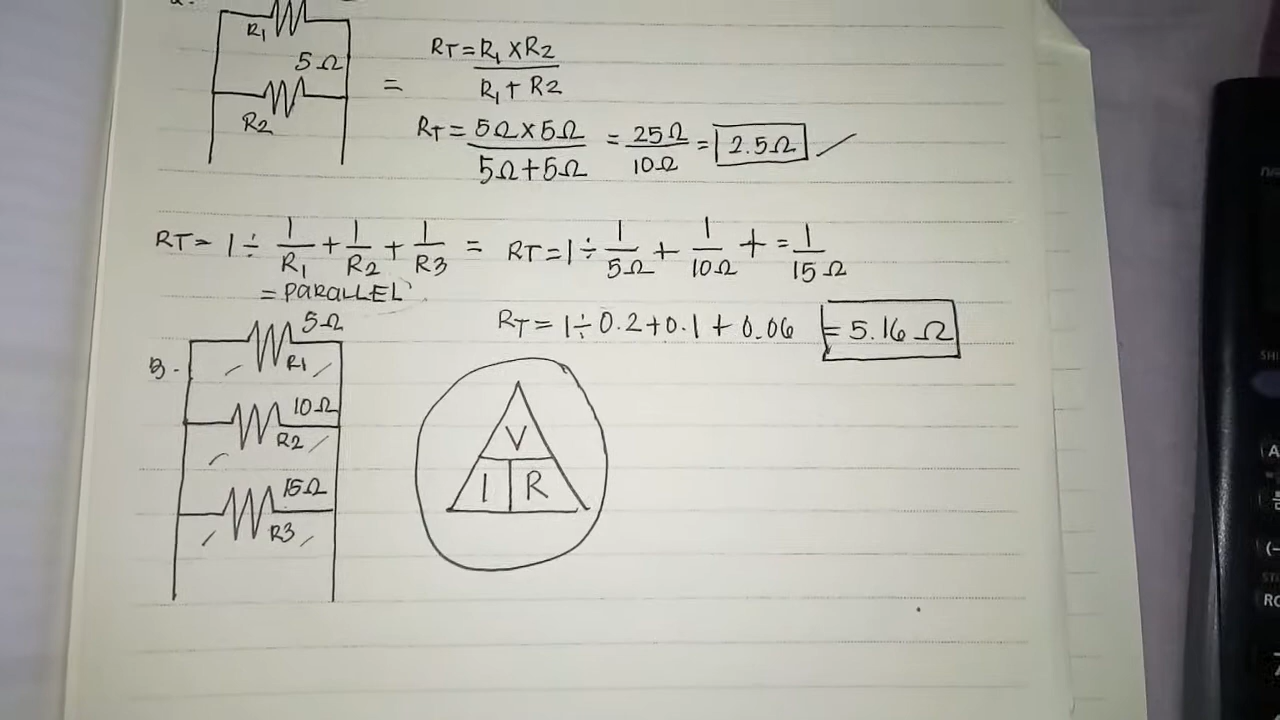 R1
5Ω
R2
=
RT = R1 x R2
R1 + R2
RT = 5Ω x 5Ω = 25Ω = 2.5Ω
5Ω + 5Ω 10Ω
RT = 1 ÷ 1 + 1 + 1 = RT = 1 ÷ 1 + 1 + = 1
R1 R2 R3 5Ω 10Ω 15Ω
= PARALLEL
RT = 1 ÷ 0.2 + 0.1 + 0.06 = 5.16 Ω
3.
5Ω
R1
10Ω
R2
15Ω
R3
V
I R